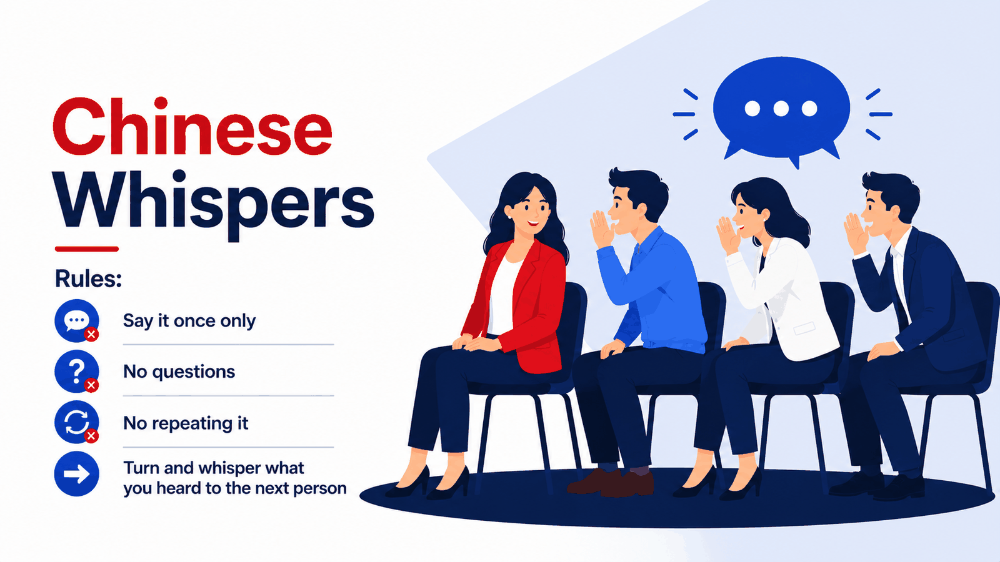 Chinese
Whispers
Rules:
Say it once only
No questions
No repeating it
Turn and whisper what
you heard to the next person